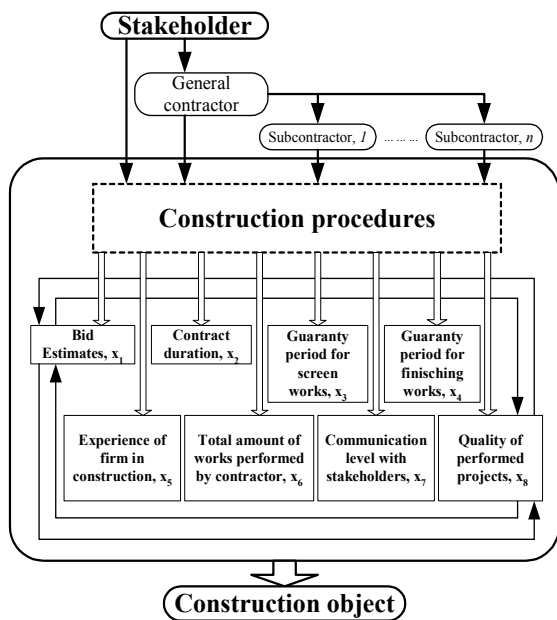 Stakeholder
General
contractor
Subcontractor, 1
... ... ...
Subcontractor, n
Construction procedures
Bid
Estimates, x1
Contract
duration, x2
Guaranty
period for
screen works,
x3
Guaranty
period for
finisching works,
x4
Experience of
firm in
construction, x5
Total amount of
works performed
by contractor, x6
Communication
level with
stakeholders, x7
Quality of
performed
projects, x8
Construction object